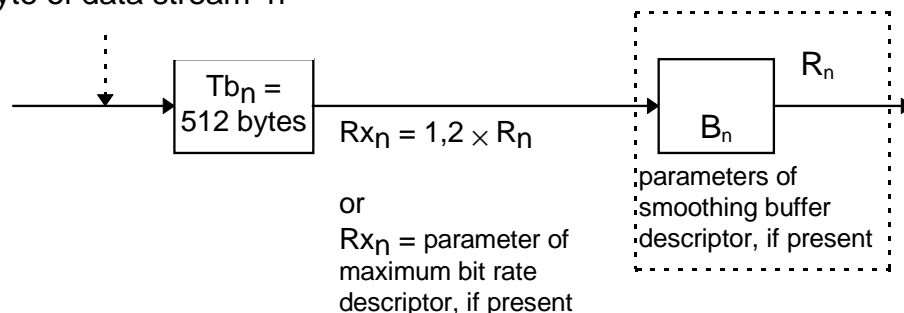 byte of data stream n
Tbn =
512 bytes
Rxn = 1,2 × Rn
or
Rxn = parameter of
maximum bit rate
descriptor, if present
Rn
Bn
parameters of
smoothing buffer
descriptor, if present